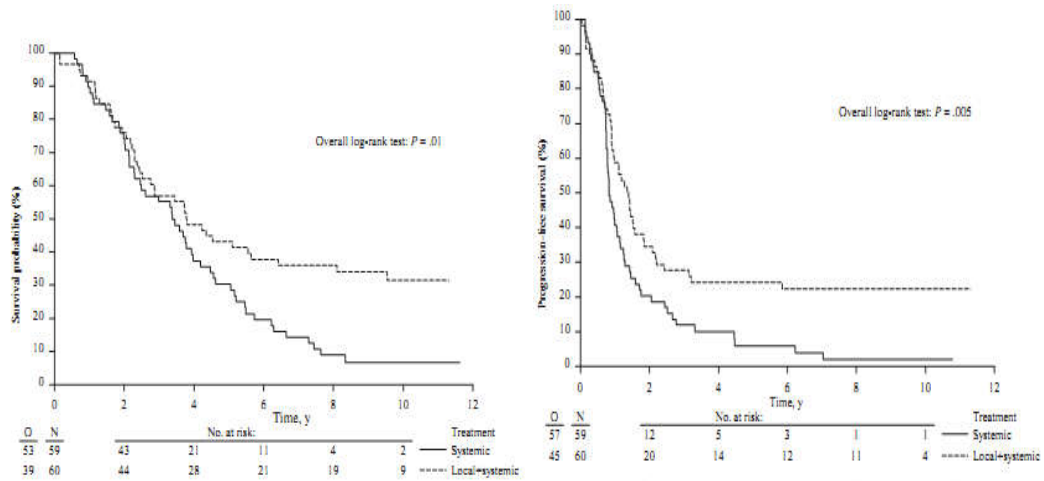 100
90
80
70
60
50
40
30
20
10
0
Survival probability (%)
Overall log-rank test: P = .01
0 2 4 6 8 10 12
Time, y
O N No. at risk: Treatment
53 59 43 21 11 4 2 Systemic
39 60 44 28 21 19 9 Local+systemic
100
90
80
70
60
50
40
30
20
10
0
Progression-free survival (%)
Overall log-rank test: P = .005
0 2 4 6 8 10 12
Time, y
O N No. at risk: Treatment
57 59 12 5 3 1 1 Systemic
45 60 20 14 12 11 4 Local+systemic